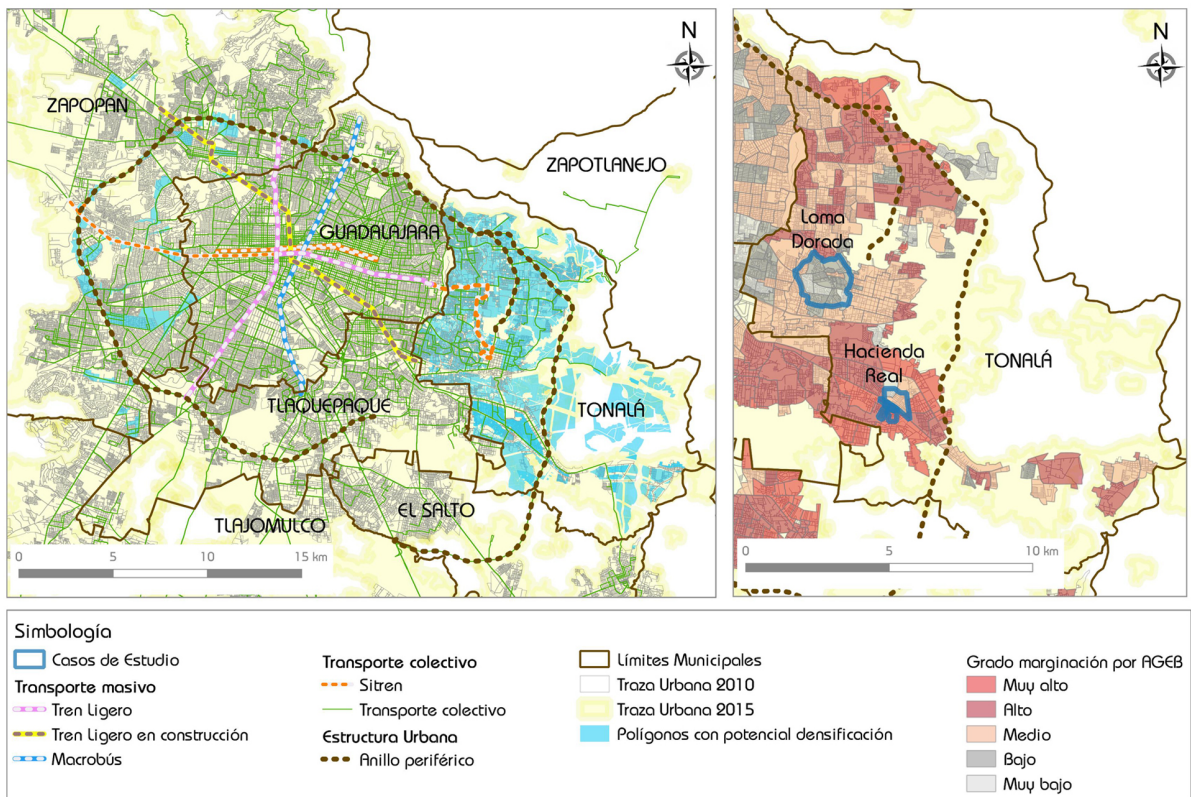 N
ZAPOPAN
ZAPOTLANEJO
GUADALAJARA
TLAQUEPAQUE
TONALÁ
EL SALTO
TLAJOMULCO
0 5 10 15 km
N
Loma
Dorada
Hacienda
Real
TONALÁ
0 5 10 km
Simbología
Casos de Estudio
Transporte masivo
Tren Ligero
Tren Ligero en construcción
Macrobús
Transporte colectivo
Sitren
Transporte colectivo
Estructura Urbana
Anillo periférico
Límites Municipales
Traza Urbana 2010
Traza Urbana 2015
Polígonos con potencial densificación
Grado marginación por AGEB
Muy alto
Alto
Medio
Bajo
Muy bajo